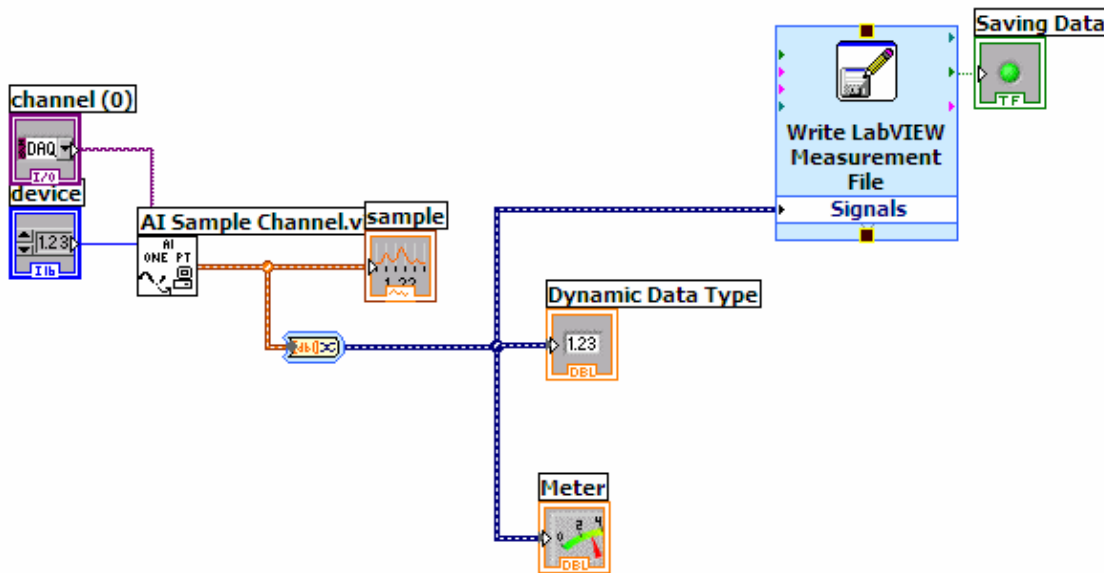 Saving Data
TF
Write LabVIEW
Measurement
File
Signals
channel (0)
DAQ
I/O
device
1.23
I16
AI Sample Channel.v
AI
ONE PT
sample
1.23
dbl
Dynamic Data Type
1.23
DBL
Meter
0 2 4
DBL